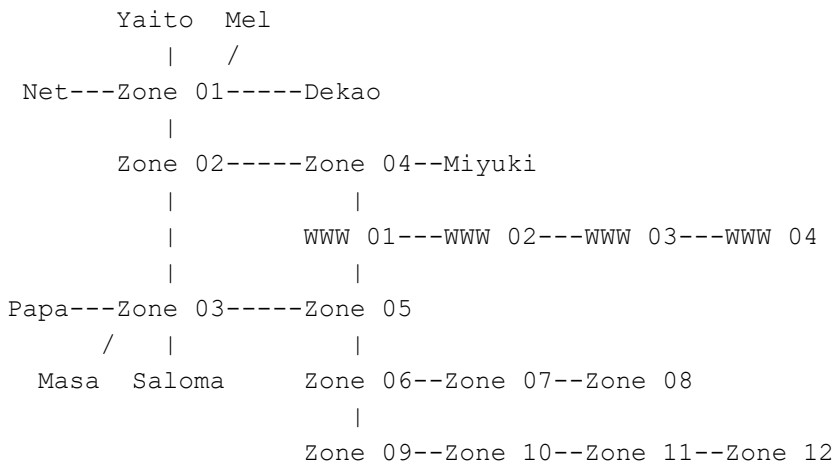 Yaito Mel
| /
Net---Zone 01-----Dekao
|
Zone 02-----Zone 04--Miyuki
| |
| WWW 01---WWW 02---WWW 03---WWW 04
| |
Papa---Zone 03-----Zone 05
/ | |
Masa Saloma Zone 06--Zone 07--Zone 08
|
Zone 09--Zone 10--Zone 11--Zone 12